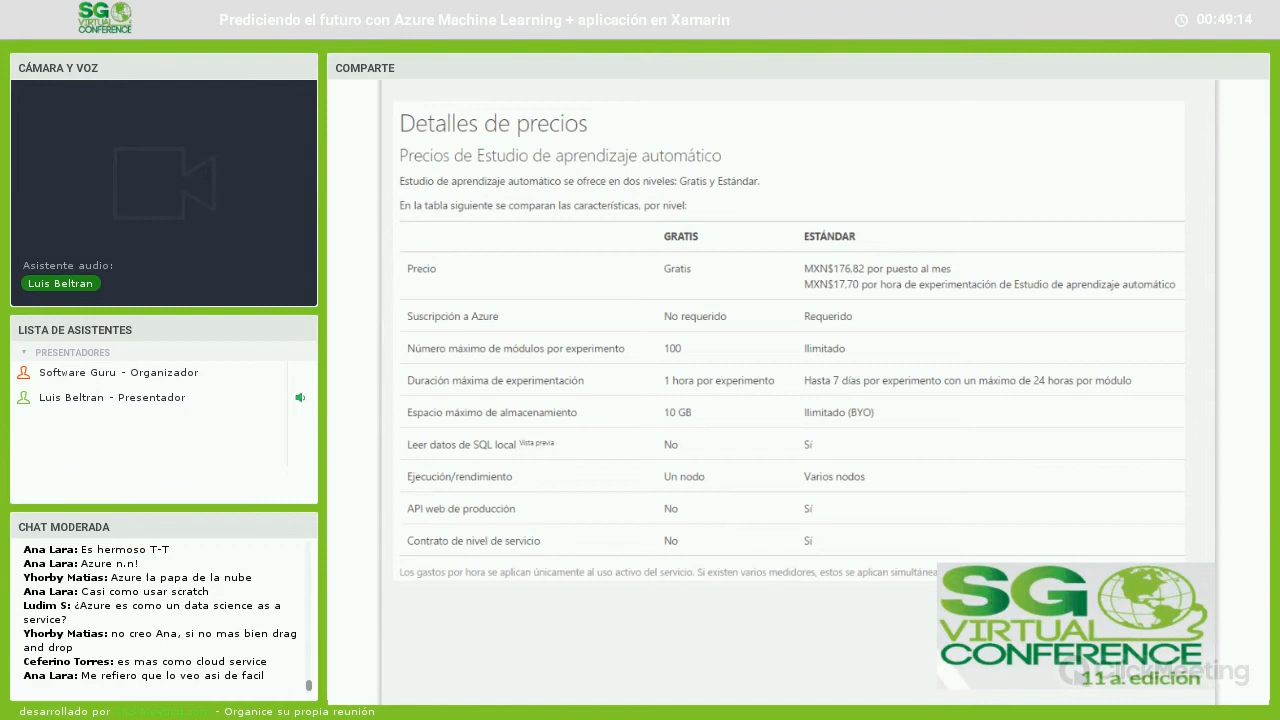 SG
VIRTUAL
CONFERENCE
Prediciendo el futuro con Azure Machine Learning + aplicación en Xamarin
00:49:14
CÁMARA Y VOZ
Asistente audio:
Luis Beltran
LISTA DE ASISTENTES
PRESENTADORES
Software Guru - Organizador
Luis Beltran - Presentador
CHAT MODERADA
Ana Lara: Es hermoso T-T
Ana Lara: Azure n.n!
Yhorby Matias: Azure la papa de la nube
Ana Lara: Casi como usar scratch
Ludim S: ¿Azure es como un data science as a
service?
Yhorby Matias: no creo Ana, si no mas bien drag
and drop
Ceferino Torres: es mas como cloud service
Ana Lara: Me refiero que lo veo asi de facil
desarrollado por - Organice su propia reunión
COMPARTE
Detalles de precios
Precios de Estudio de aprendizaje automático
Estudio de aprendizaje automático se ofrece en dos niveles: Gratis y Estándar.
En la tabla siguiente se comparan las características, por nivel:
GRATIS ESTÁNDAR
Precio Gratis MXN$176,82 por puesto al mes
MXN$17,70 por hora de experimentación de Estudio de aprendizaje automático
Suscripción a Azure No requerido Requerido
Número máximo de módulos por experimento 100 Ilimitado
Duración máxima de experimentación 1 hora por experimento Hasta 7 días por experimento con un máximo de 24 horas por módulo
Espacio máximo de almacenamiento 10 GB Ilimitado (BYO)
Leer datos de SQL local Vista previa No Sí
Ejecución/rendimiento Un nodo Varios nodos
API web de producción No Sí
Contrato de nivel de servicio No Sí
Los gastos por hora se aplican únicamente al uso activo del servicio. Si existen varios medidores, estos se aplican simultánea
SG
VIRTUAL
CONFERENCE
11 a. edición
ClickMeeting